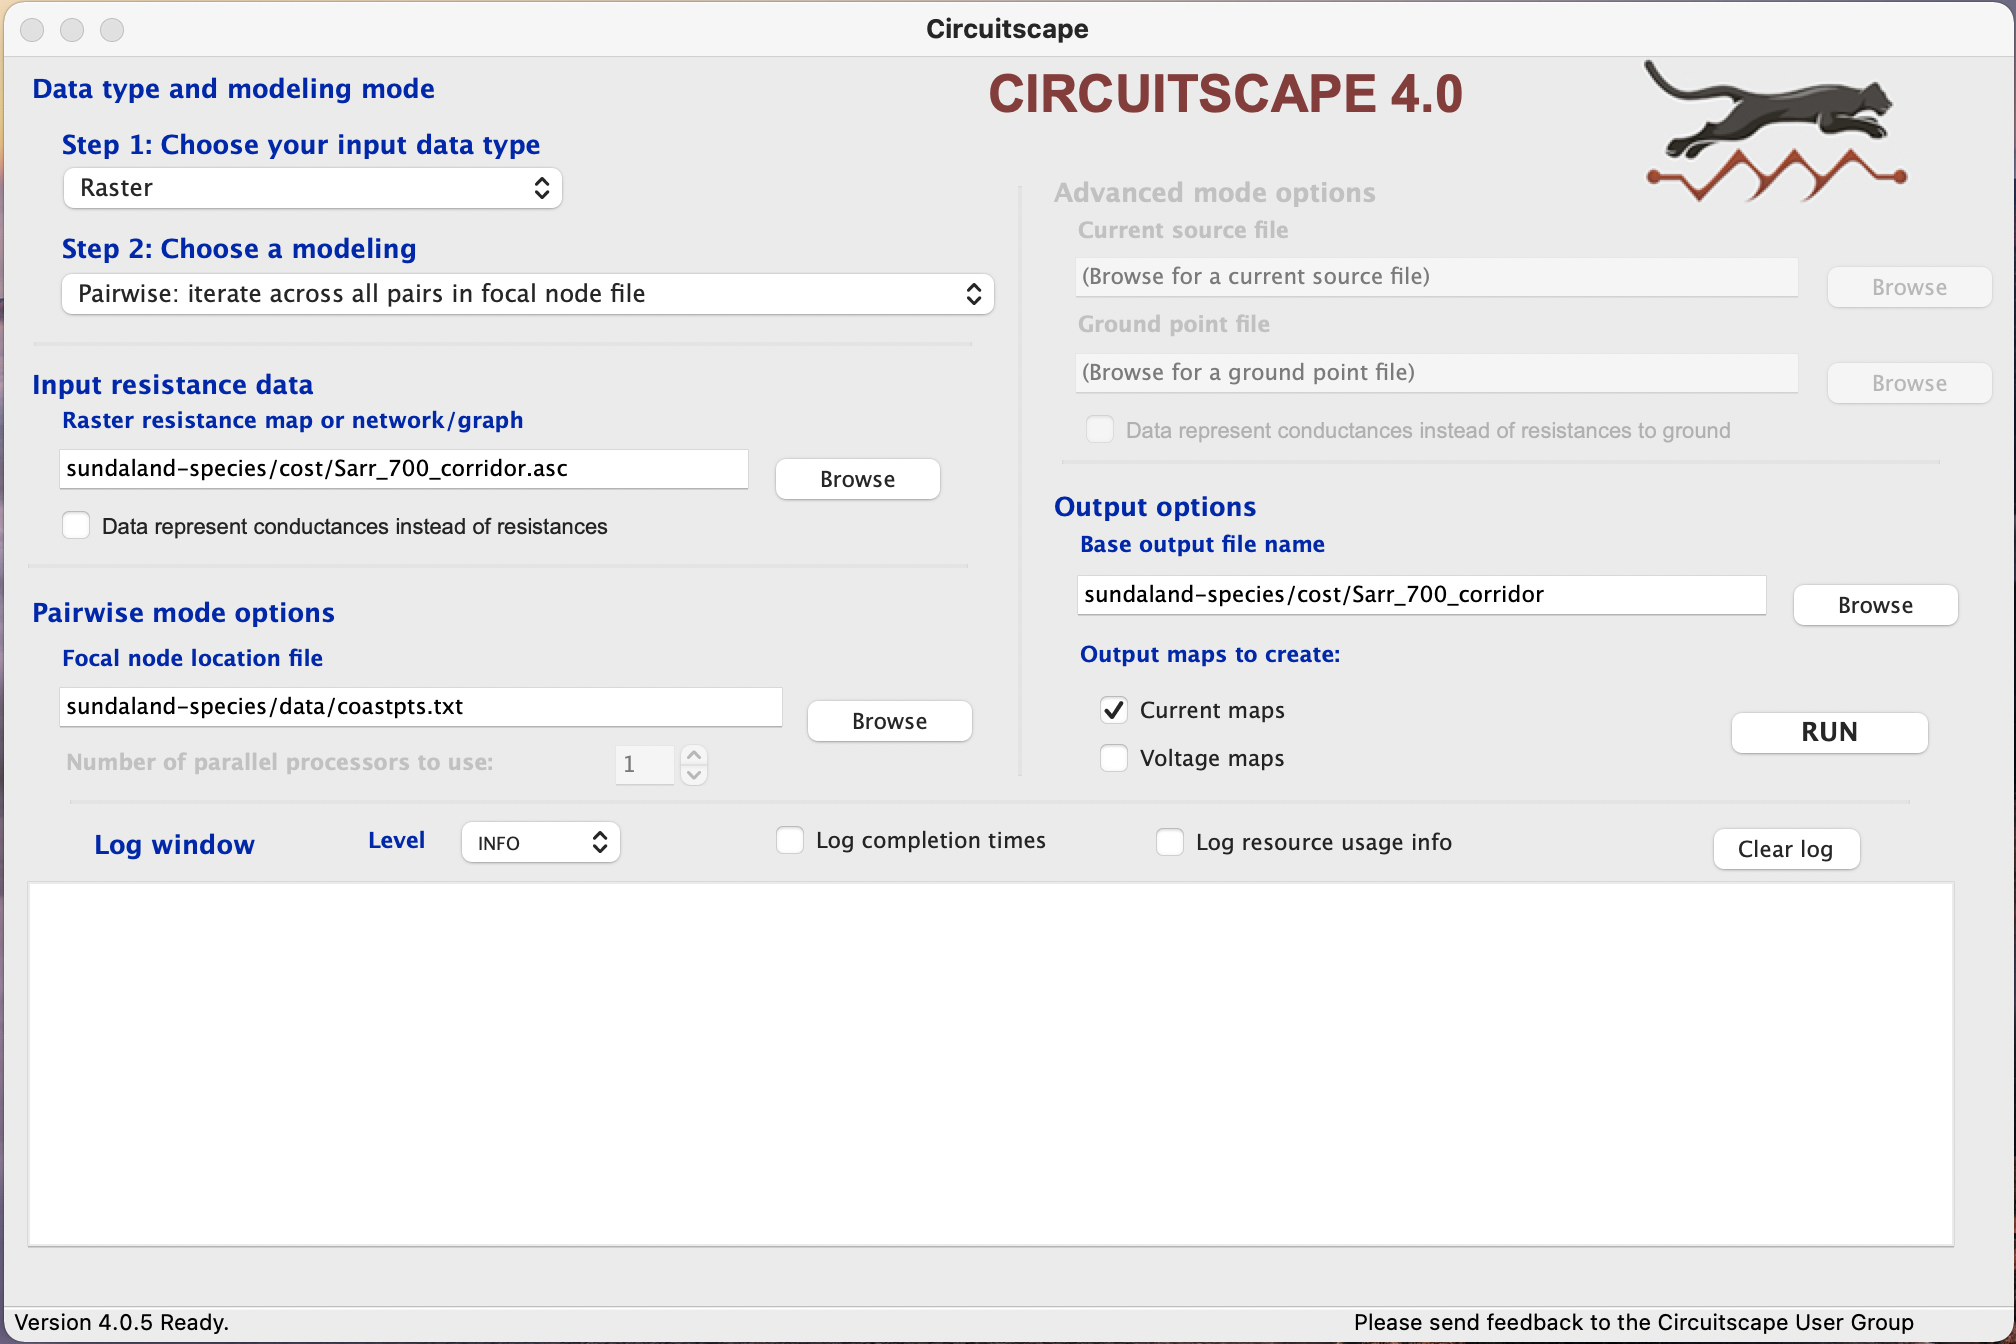 Circuitscape
Data type and modeling mode
CIRCUITSCAPE 4.0
Step 1: Choose your input data type
Raster
Step 2: Choose a modeling
Pairwise: iterate across all pairs in focal node file
Input resistance data
Raster resistance map or network/graph
sundaland-species/cost/Sarr_700_corridor.asc
Browse
Data represent conductances instead of resistances
Pairwise mode options
Focal node location file
sundaland-species/data/coastpts.txt
Browse
Number of parallel processors to use:
1
Advanced mode options
Current source file
(Browse for a current source file)
Browse
Ground point file
(Browse for a ground point file)
Browse
Data represent conductances instead of resistances to ground
Output options
Base output file name
sundaland-species/cost/Sarr_700_corridor
Browse
Output maps to create:
Current maps
Voltage maps
RUN
Log window
Level
INFO
Log completion times
Log resource usage info
Clear log
Version 4.0.5 Ready.
Please send feedback to the Circuitscape User Group